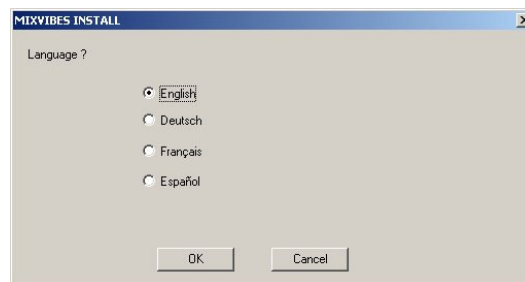 MIXVIBES INSTALL
Language ?
English
Deutsch
Français
Español
OK Cancel